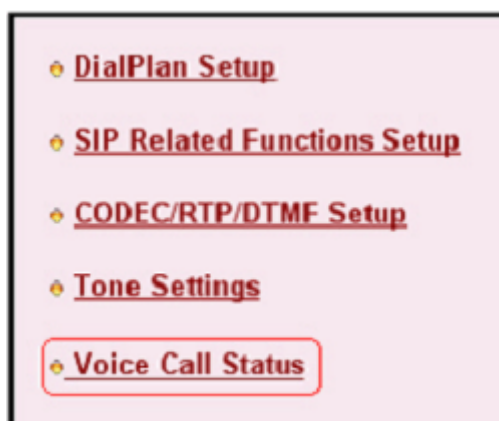 DialPlan Setup
SIP Related Functions Setup
CODEC/RTP/DTMF Setup
Tone Settings
Voice Call Status